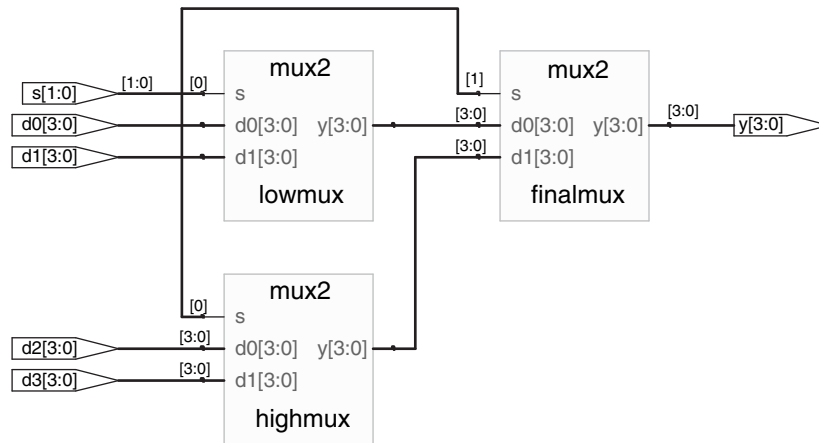 mux2
mux2
s[1:0]
[1:0]
[0]
s
[1]
s
d0[3:0]
d0[3:0]
y[3:0]
[3:0]
d0[3:0]
y[3:0]
[3:0]
y[3:0]
d1[3:0]
d1[3:0]
[3:0]
d1[3:0]
lowmux
finalmux
mux2
[0]
s
d2[3:0]
[3:0]
d0[3:0]
y[3:0]
d3[3:0]
[3:0]
d1[3:0]
highmux